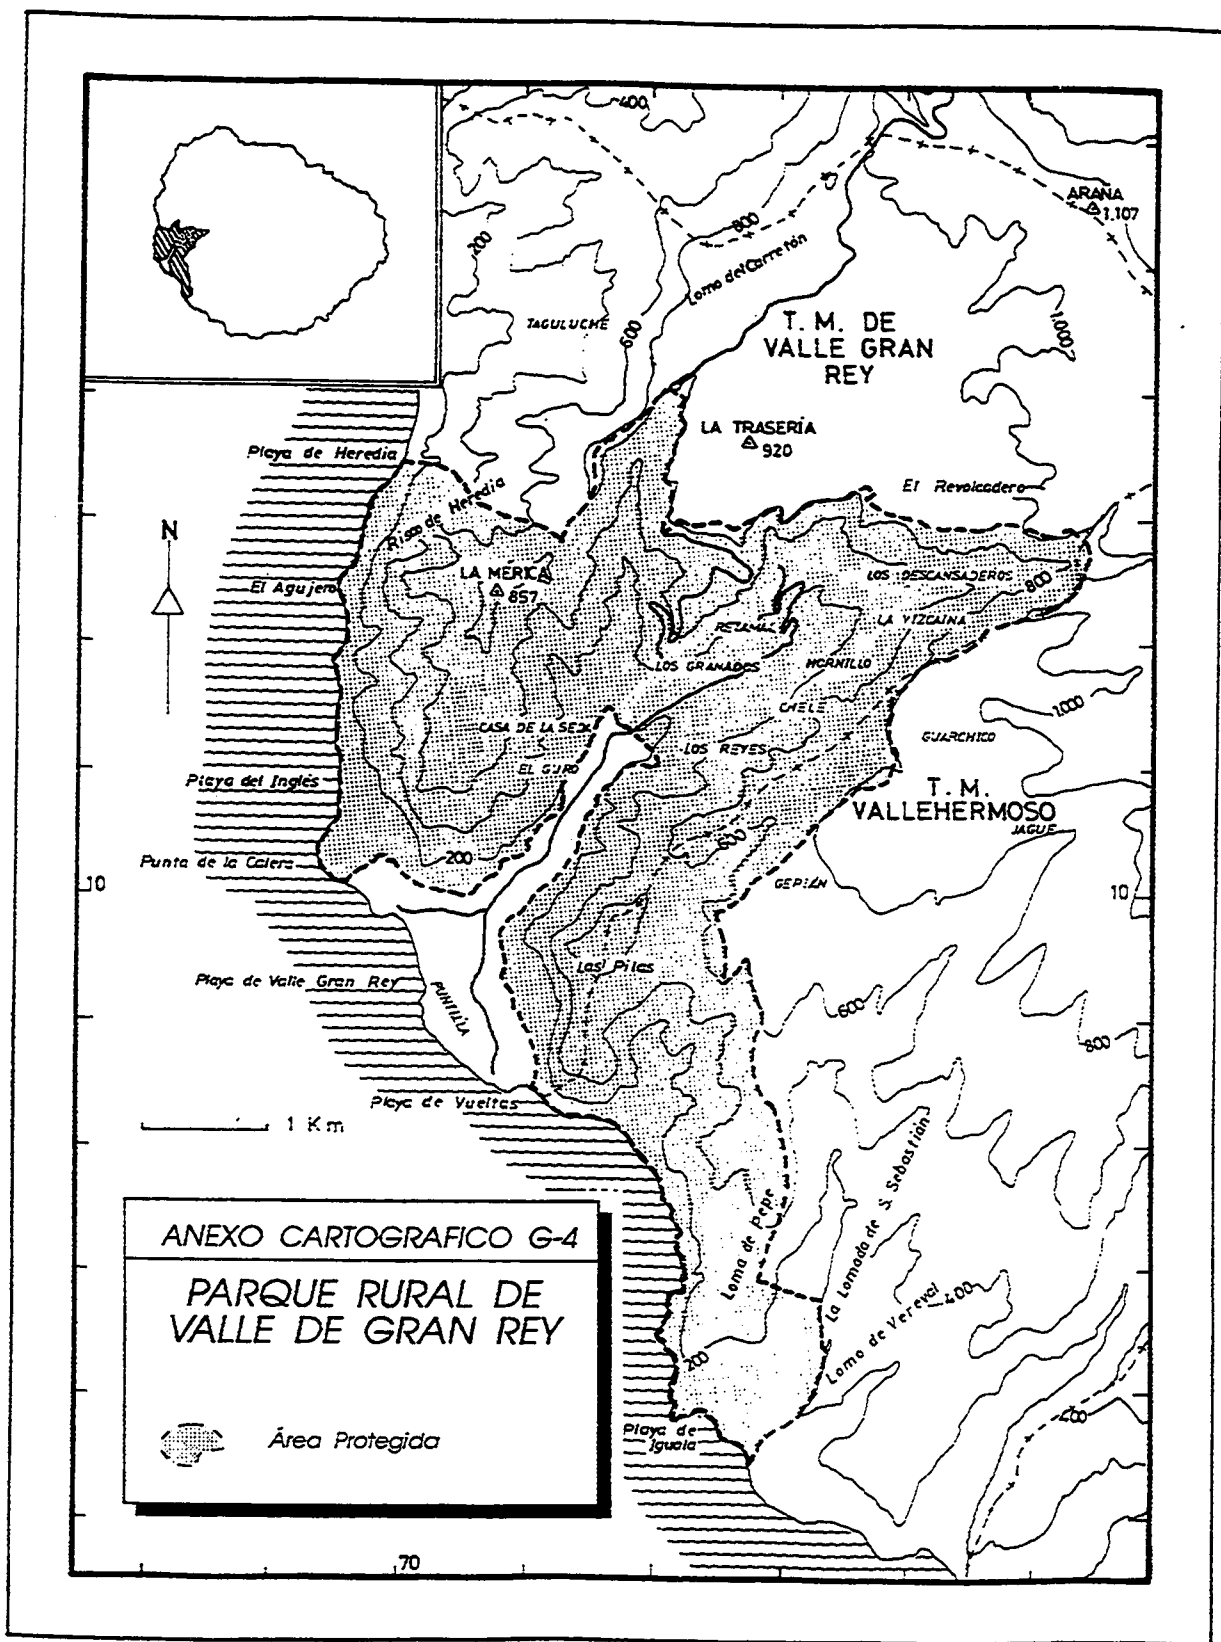 400
ARAÑA
1.107
800
200
Lomo del Carretón
TAGULUCHE
600
1.000
T. M. DE
VALLE GRAN
REY
LA TRASERÍA
920
Playa de Heredia
El Revolcadero
Risco de Heredia
N
LA MERICA
857
El Agujero
LOS DESCANSADEROS
800
LA VIZCAINA
RETAMAL
LOS GRANADOS
HORNILLO
1.000
CHELE
CASA DE LA SEDA
LOS REYES
GUARCHICO
EL GURO
Playa del Inglés
T. M.
VALLEHERMOSO
JAGUE
600
200
Punta de la Calera
10
GEPIÁN
10
Las Pilas
Playa de Valle Gran Rey
PUNTILLA
600
800
Playa de Vueltas
1 Km
Loma de Pepe
La Lomada de S. Sebastián
Lomo de Vereval
400
200
400
Playa de
Iguala
ANEXO CARTOGRAFICO G-4
PARQUE RURAL DE
VALLE DE GRAN REY
Área Protegida
70